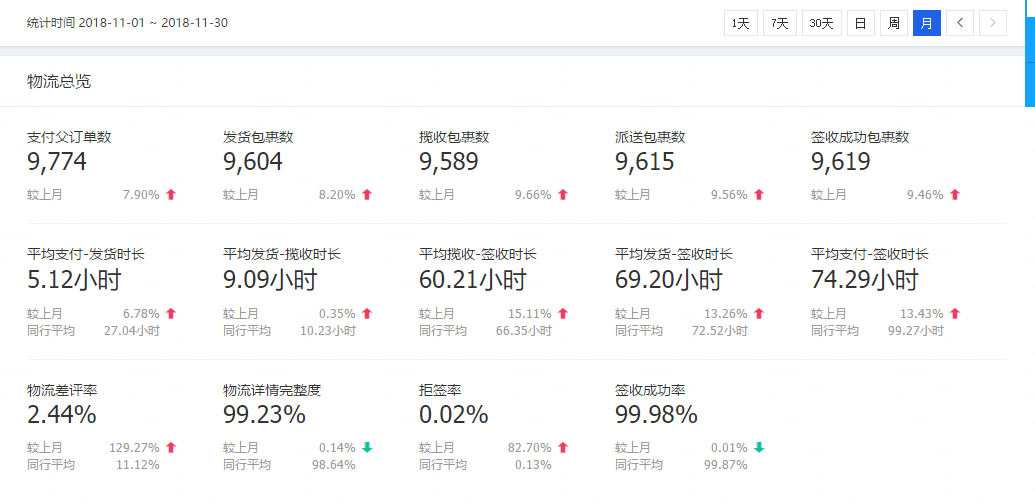 统计时间 2018-11-01 ~ 2018-11-30 1天 7天 30天 日 周 月
物流总览
支付父订单数 发货包裹数 揽收包裹数 派送包裹数 签收成功包裹数
9,774 9,604 9,589 9,615 9,619
较上月 7.90% 较上月 8.20% 较上月 9.66% 较上月 9.56% 较上月 9.46%
平均支付-发货时长 平均发货-揽收时长 平均揽收-签收时长 平均发货-签收时长 平均支付-签收时长
5.12小时 9.09小时 60.21小时 69.20小时 74.29小时
较上月 6.78% 较上月 0.35% 较上月 15.11% 较上月 13.26% 较上月 13.43%
同行平均 27.04小时 同行平均 10.23小时 同行平均 66.35小时 同行平均 72.52小时 同行平均 99.27小时
物流差评率 物流详情完整度 拒签率 签收成功率
2.44% 99.23% 0.02% 99.98%
较上月 129.27% 较上月 0.14% 较上月 82.70% 较上月 0.01%
同行平均 11.12% 同行平均 98.64% 同行平均 0.13% 同行平均 99.87%